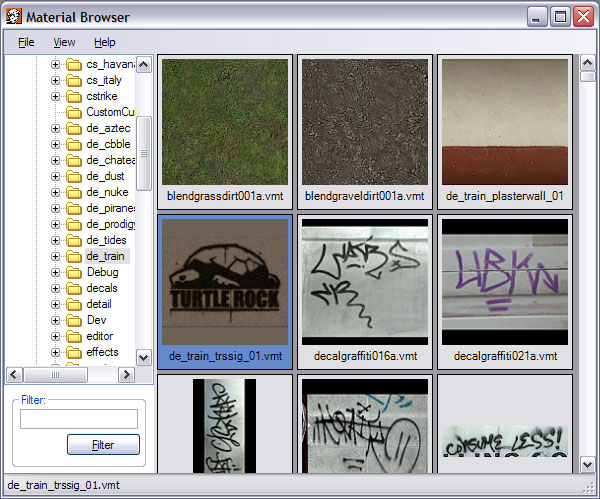 Material Browser
File View Help
cs_havana
cs_italy
cstrike
CustomCu
de_aztec
de_cbble
de_chatea
de_dust
de_nuke
de_piranes
de_prodigy
de_tides
de_train
Debug
decals
detail
Dev
editor
effects
Filter:
Filter
blendgrassdirt001a.vmt
blendgraveldirt001a.vmt
de_train_plasterwall_01
TURTLE ROCK
de_train_trssig_01.vmt
decalgraffiti016a.vmt
UBKW
decalgraffiti021a.vmt
CONSUME LESS!
de_train_trssig_01.vmt